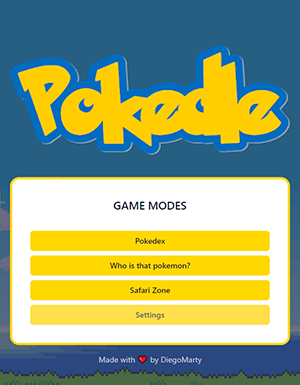 Pokedle
GAME MODES
Pokedex
Who is that pokemon?
Safari Zone
Settings
Made with ❤ by DiegoMarty